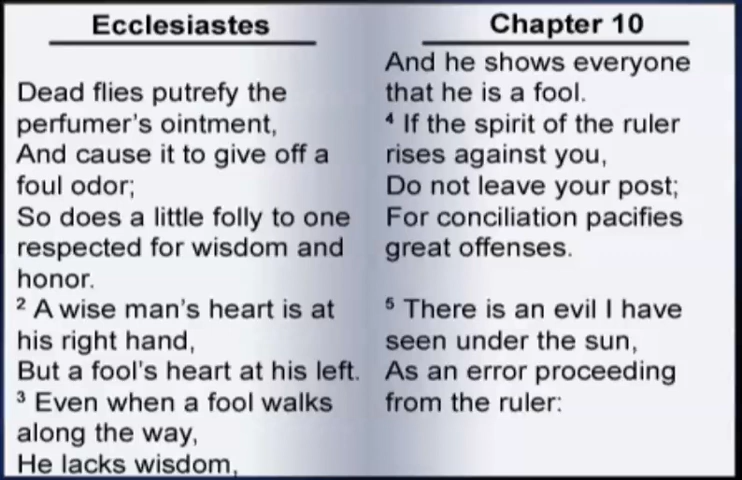 Ecclesiastes
Dead flies putrefy the
perfumer's ointment,
And cause it to give off a
foul odor;
So does a little folly to one
respected for wisdom and
honor.
² A wise man's heart is at
his right hand,
But a fool's heart at his left.
³ Even when a fool walks
along the way,
He lacks wisdom,
Chapter 10
And he shows everyone
that he is a fool.
⁴ If the spirit of the ruler
rises against you,
Do not leave your post;
For conciliation pacifies
great offenses.
⁵ There is an evil I have
seen under the sun,
As an error proceeding
from the ruler: